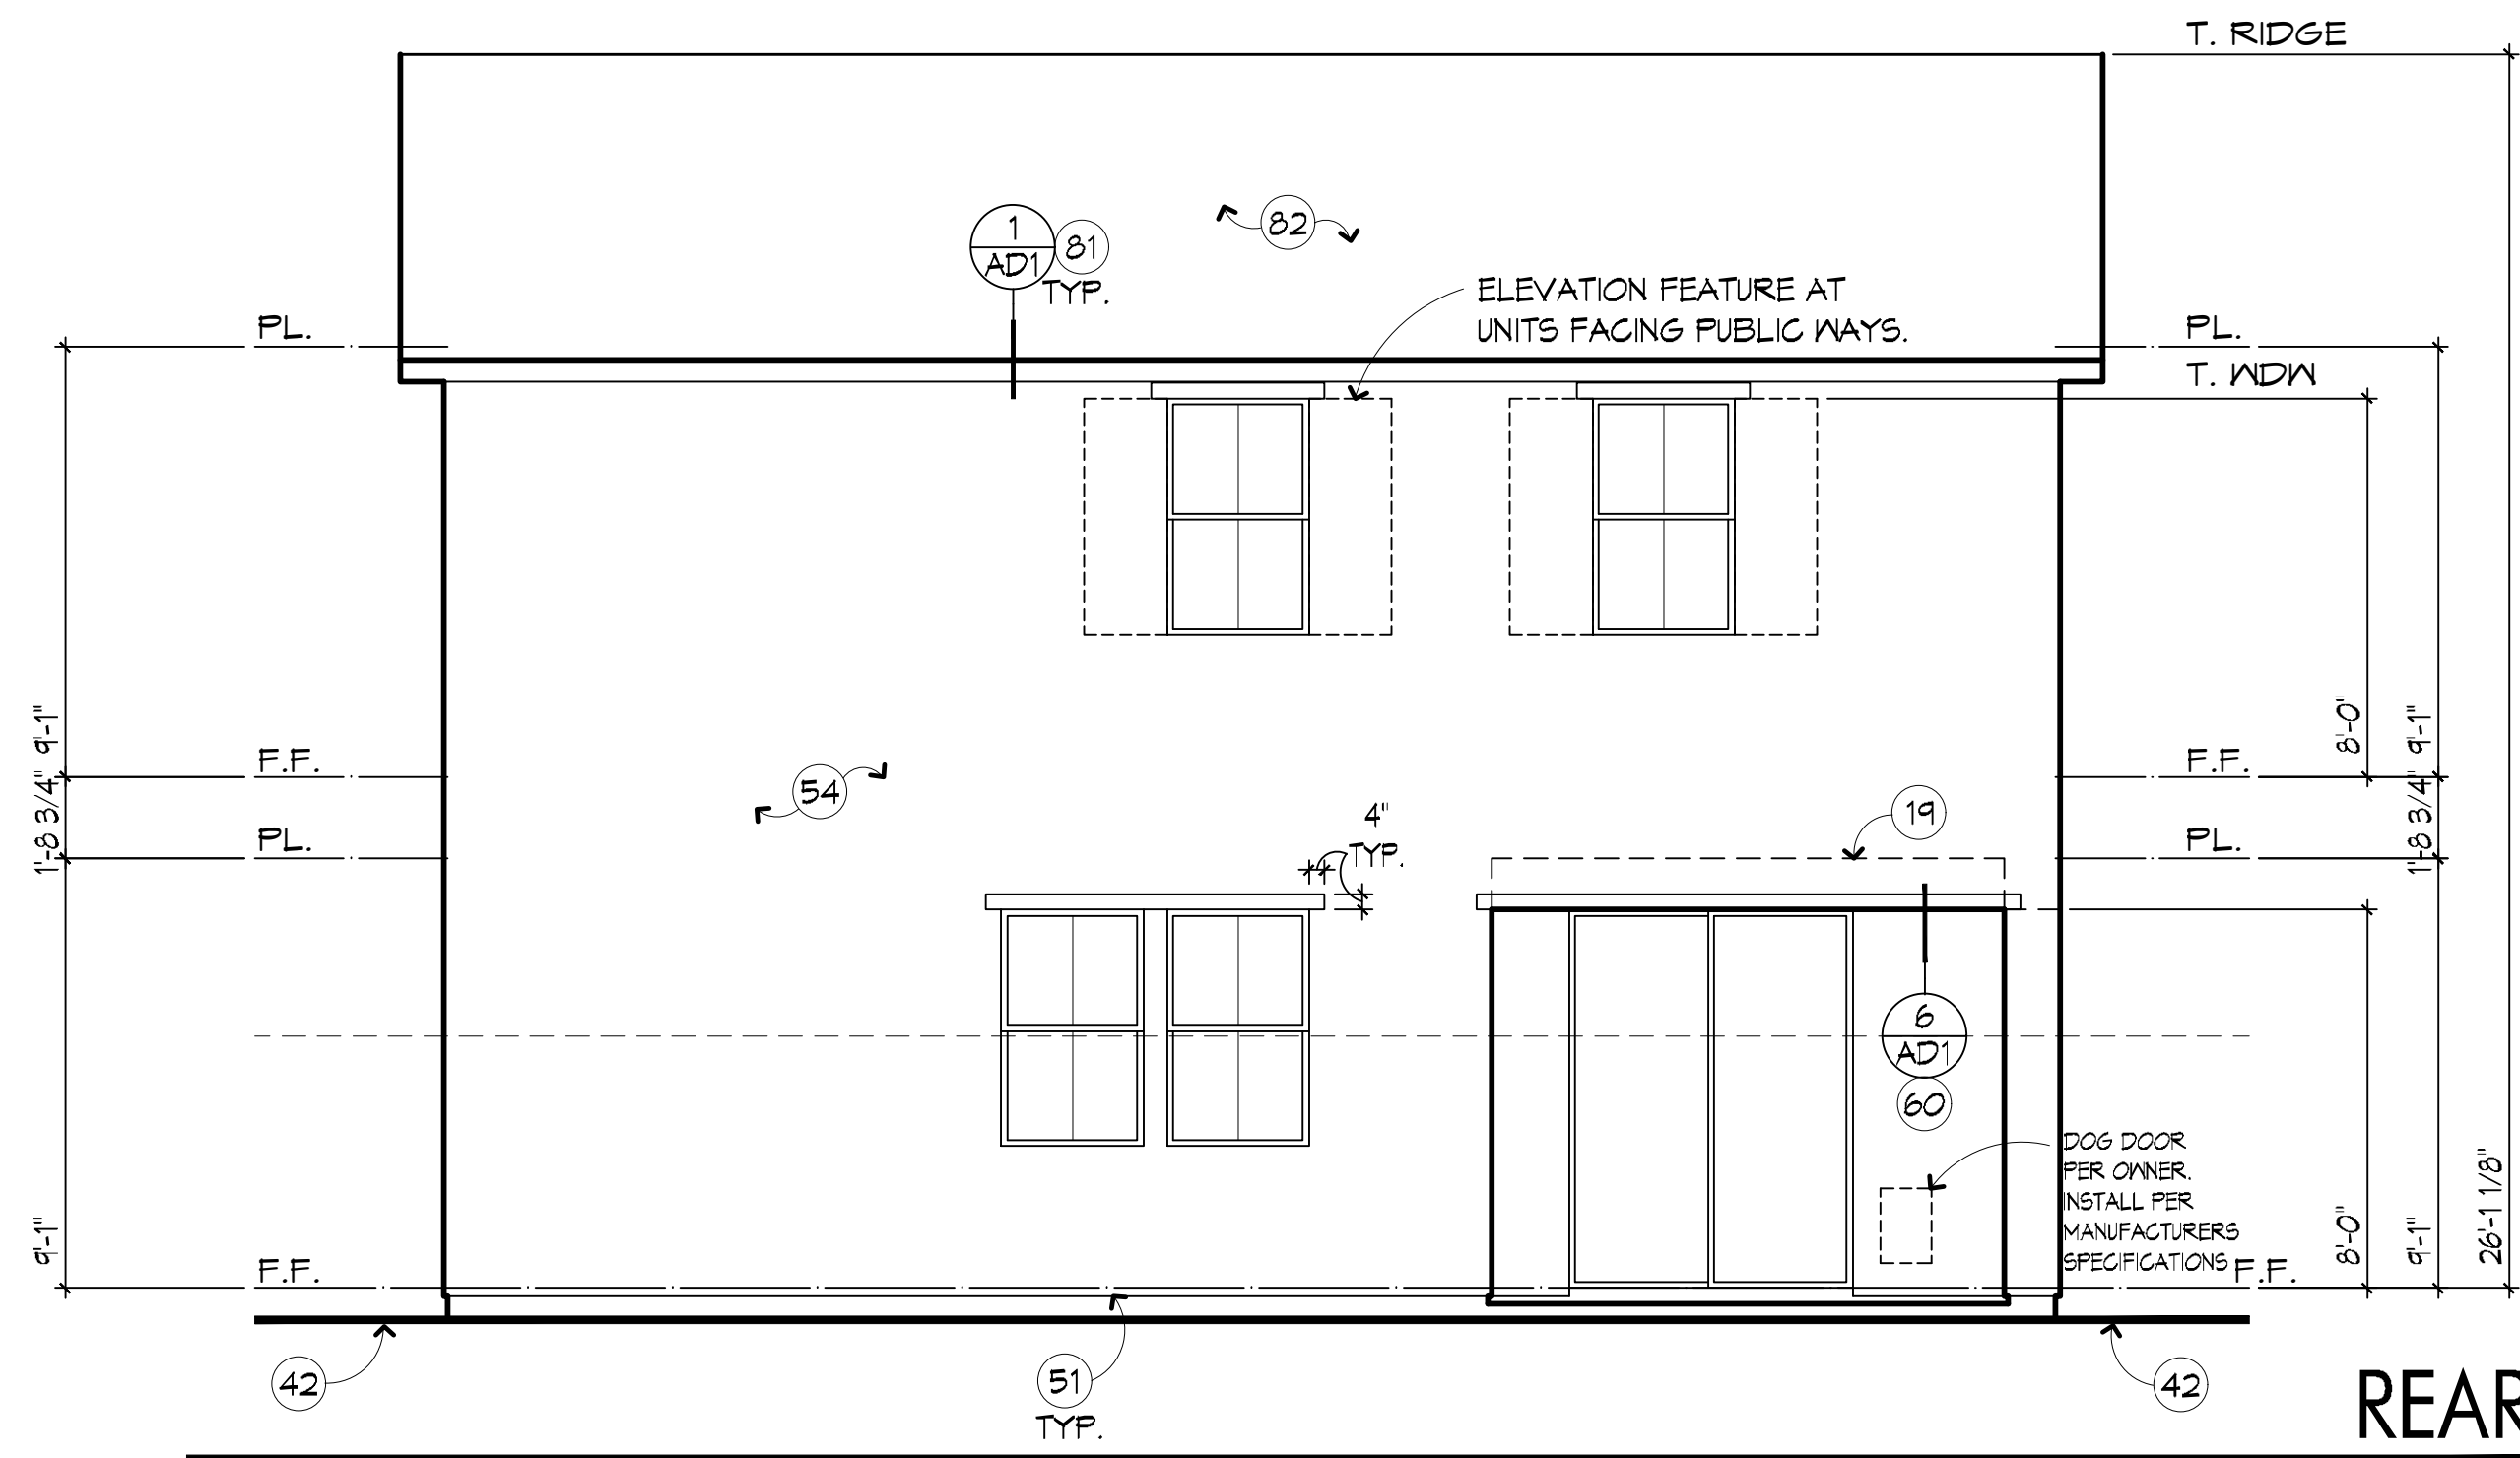 T. RIDGE
82
1
AD1
81
TYP.
ELEVATION FEATURE AT
UNITS FACING PUBLIC WAYS.
PL.
PL.
T. WDW
9'-1"
8'-0"
9'-1"
F.F.
F.F.
54
1'-8 3/4"
1'-8 3/4"
4"
TYP.
19
PL.
PL.
6
AD1
60
DOG DOOR
PER OWNER.
INSTALL PER
MANUFACTURERS
SPECIFICATIONS
9'-1"
8'-0"
9'-1"
26'-1 1/8"
F.F.
F.F.
42
51
TYP.
42
REAR